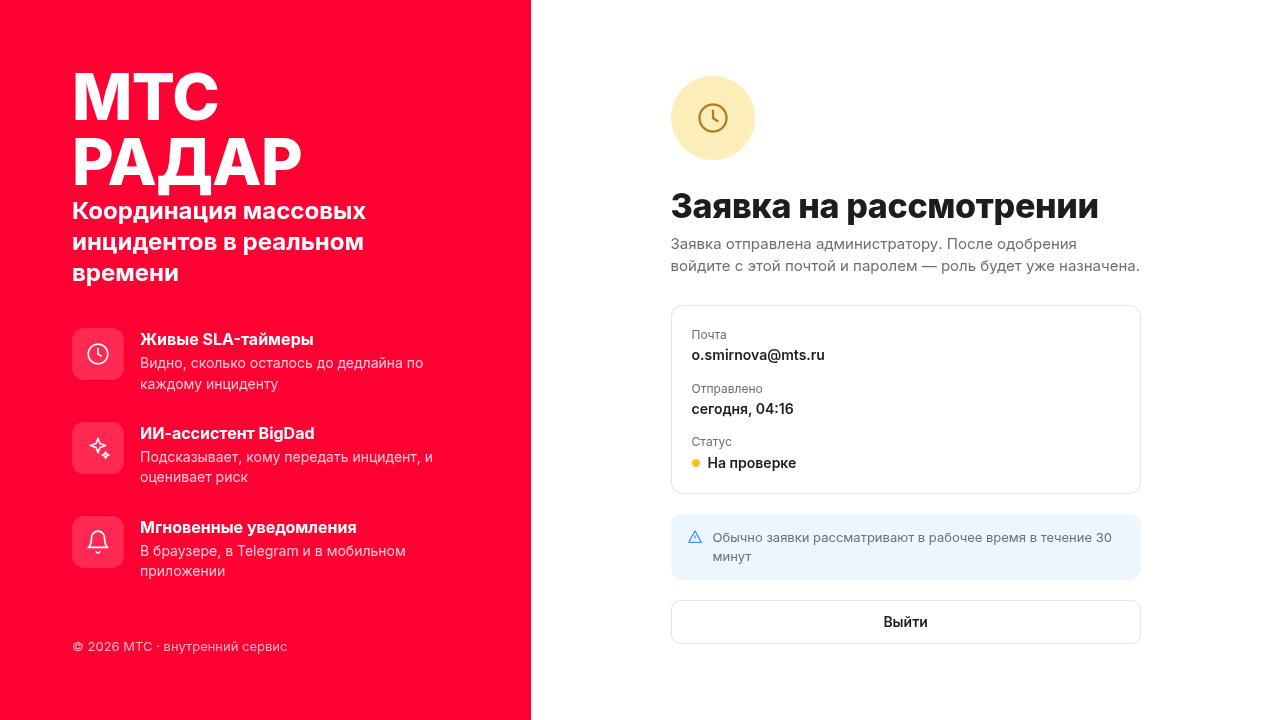 МТС
РАДАР
Координация массовых
инцидентов в реальном
времени
Живые SLA-таймеры
Видно, сколько осталось до дедлайна по
каждому инциденту
ИИ-ассистент BigDad
Подсказывает, кому передать инцидент, и
оценивает риск
Мгновенные уведомления
В браузере, в Telegram и в мобильном
приложении
© 2026 МТС · внутренний сервис
Заявка на рассмотрении
Заявка отправлена администратору. После одобрения
войдите с этой почтой и паролем — роль будет уже назначена.
Почта
o.smirnova@mts.ru
Отправлено
сегодня, 04:16
Статус
На проверке
Обычно заявки рассматривают в рабочее время в течение 30
минут
Выйти